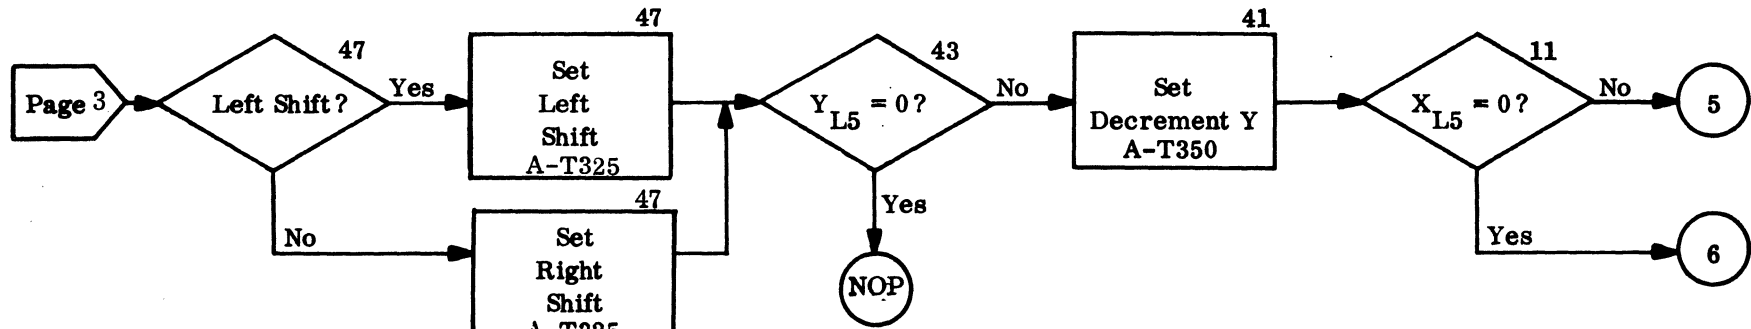 Page 3
47
Left Shift?
Yes
No
47
Set
Left
Shift
A-T325
47
Set
Right
Shift
43
Y L5 = 0?
No
Yes
NOP
41
Set
Decrement Y
A-T350
11
X L5 = 0?
No
Yes
5
6